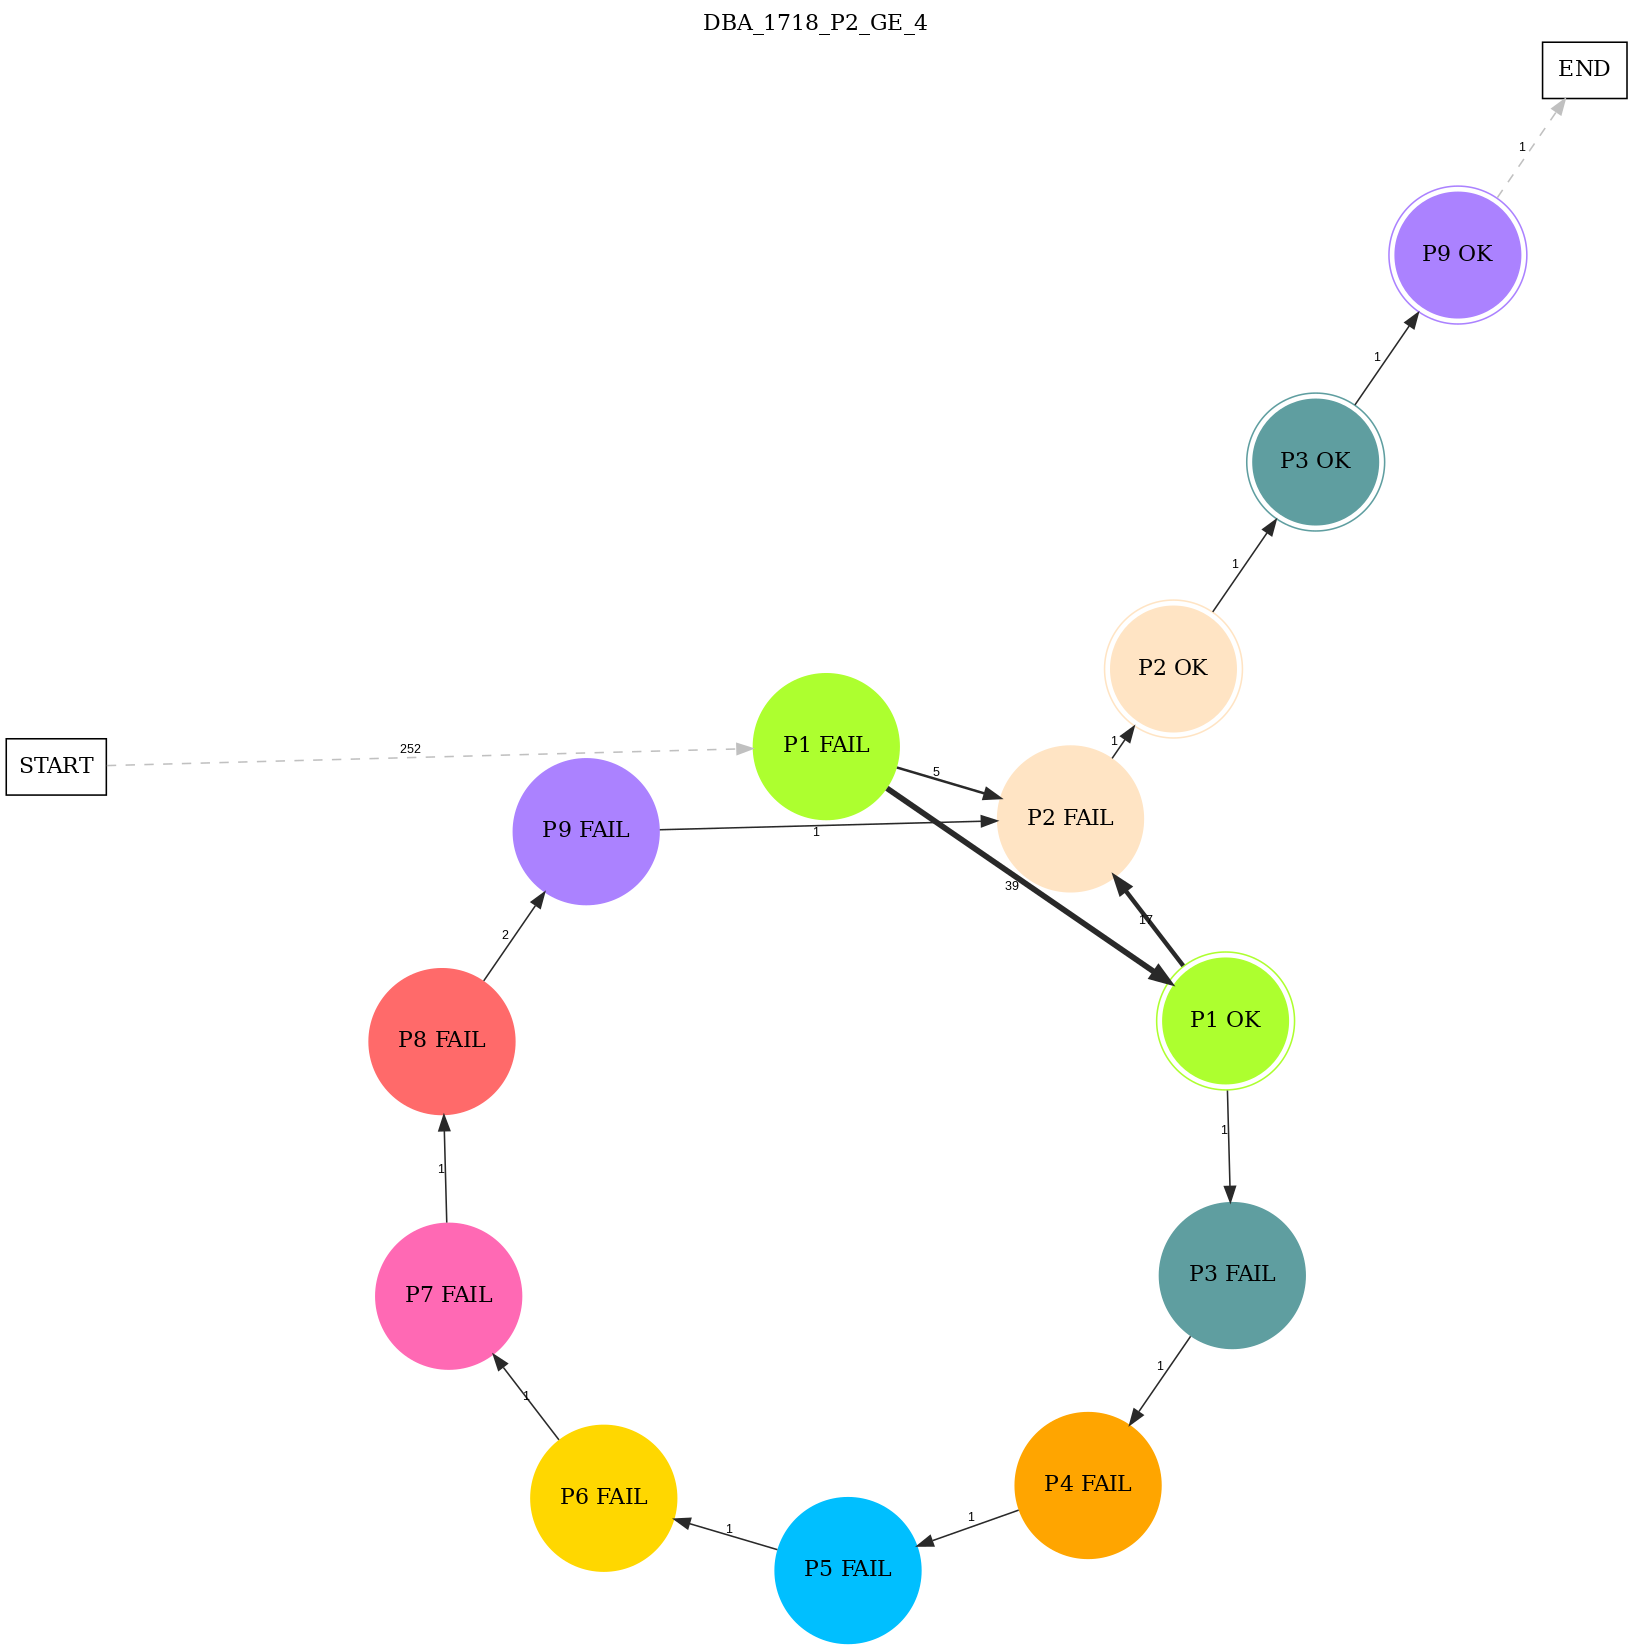 DBA_1718_P2_GE_4
END
1
P9 OK
1
P3 OK
1
P2 OK
1
START
252
P1 FAIL
5
P2 FAIL
P9 FAIL
1
39
17
2
P1 OK
P8 FAIL
1
1
P3 FAIL
P7 FAIL
1
1
P4 FAIL
P6 FAIL
1
1
P5 FAIL